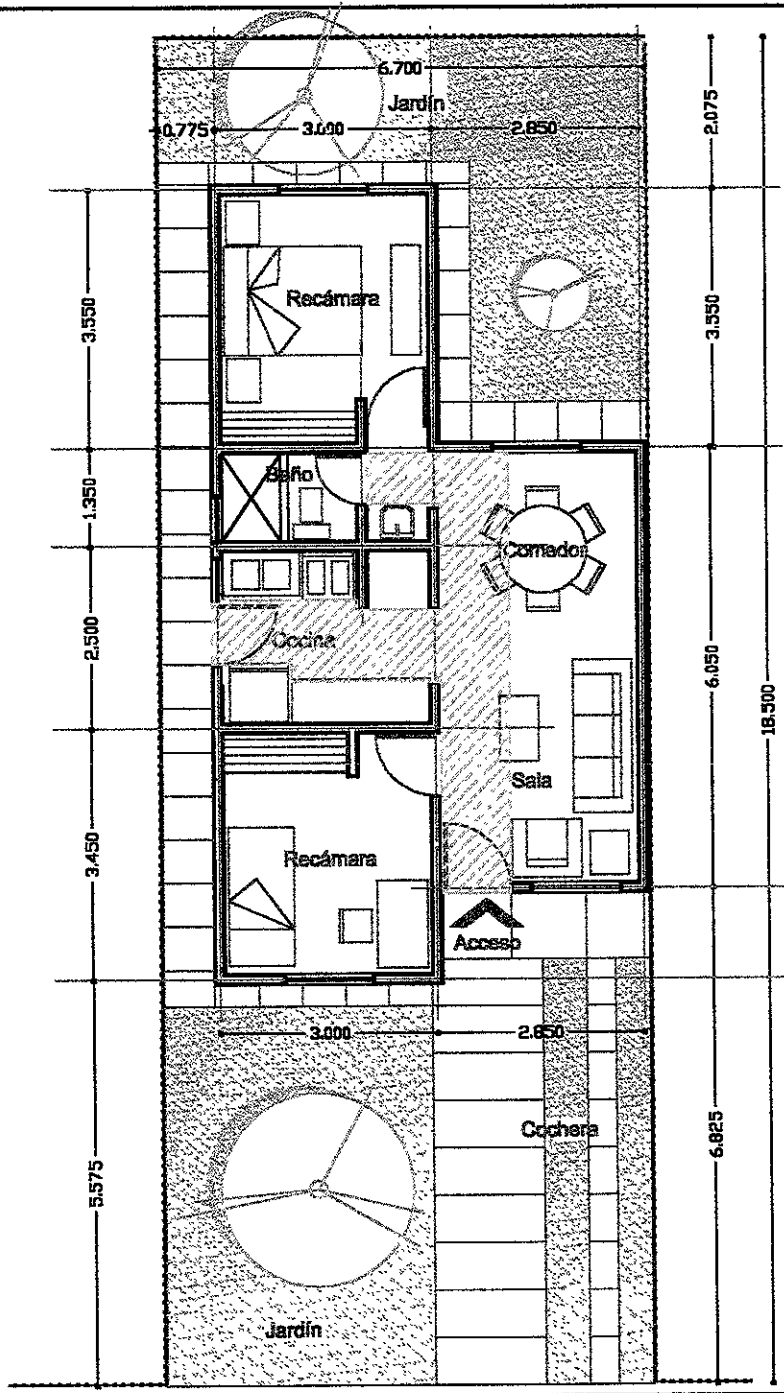 6.700
Jardín
0.775
3.000
2.850
2.075
Recámara
3.550
3.550
Baño
1.350
Comedor
Cocina
2.500
6.050
18.500
Sala
Recámara
3.450
Acceso
3.000
2.850
Cochera
5.575
6.825
Jardín